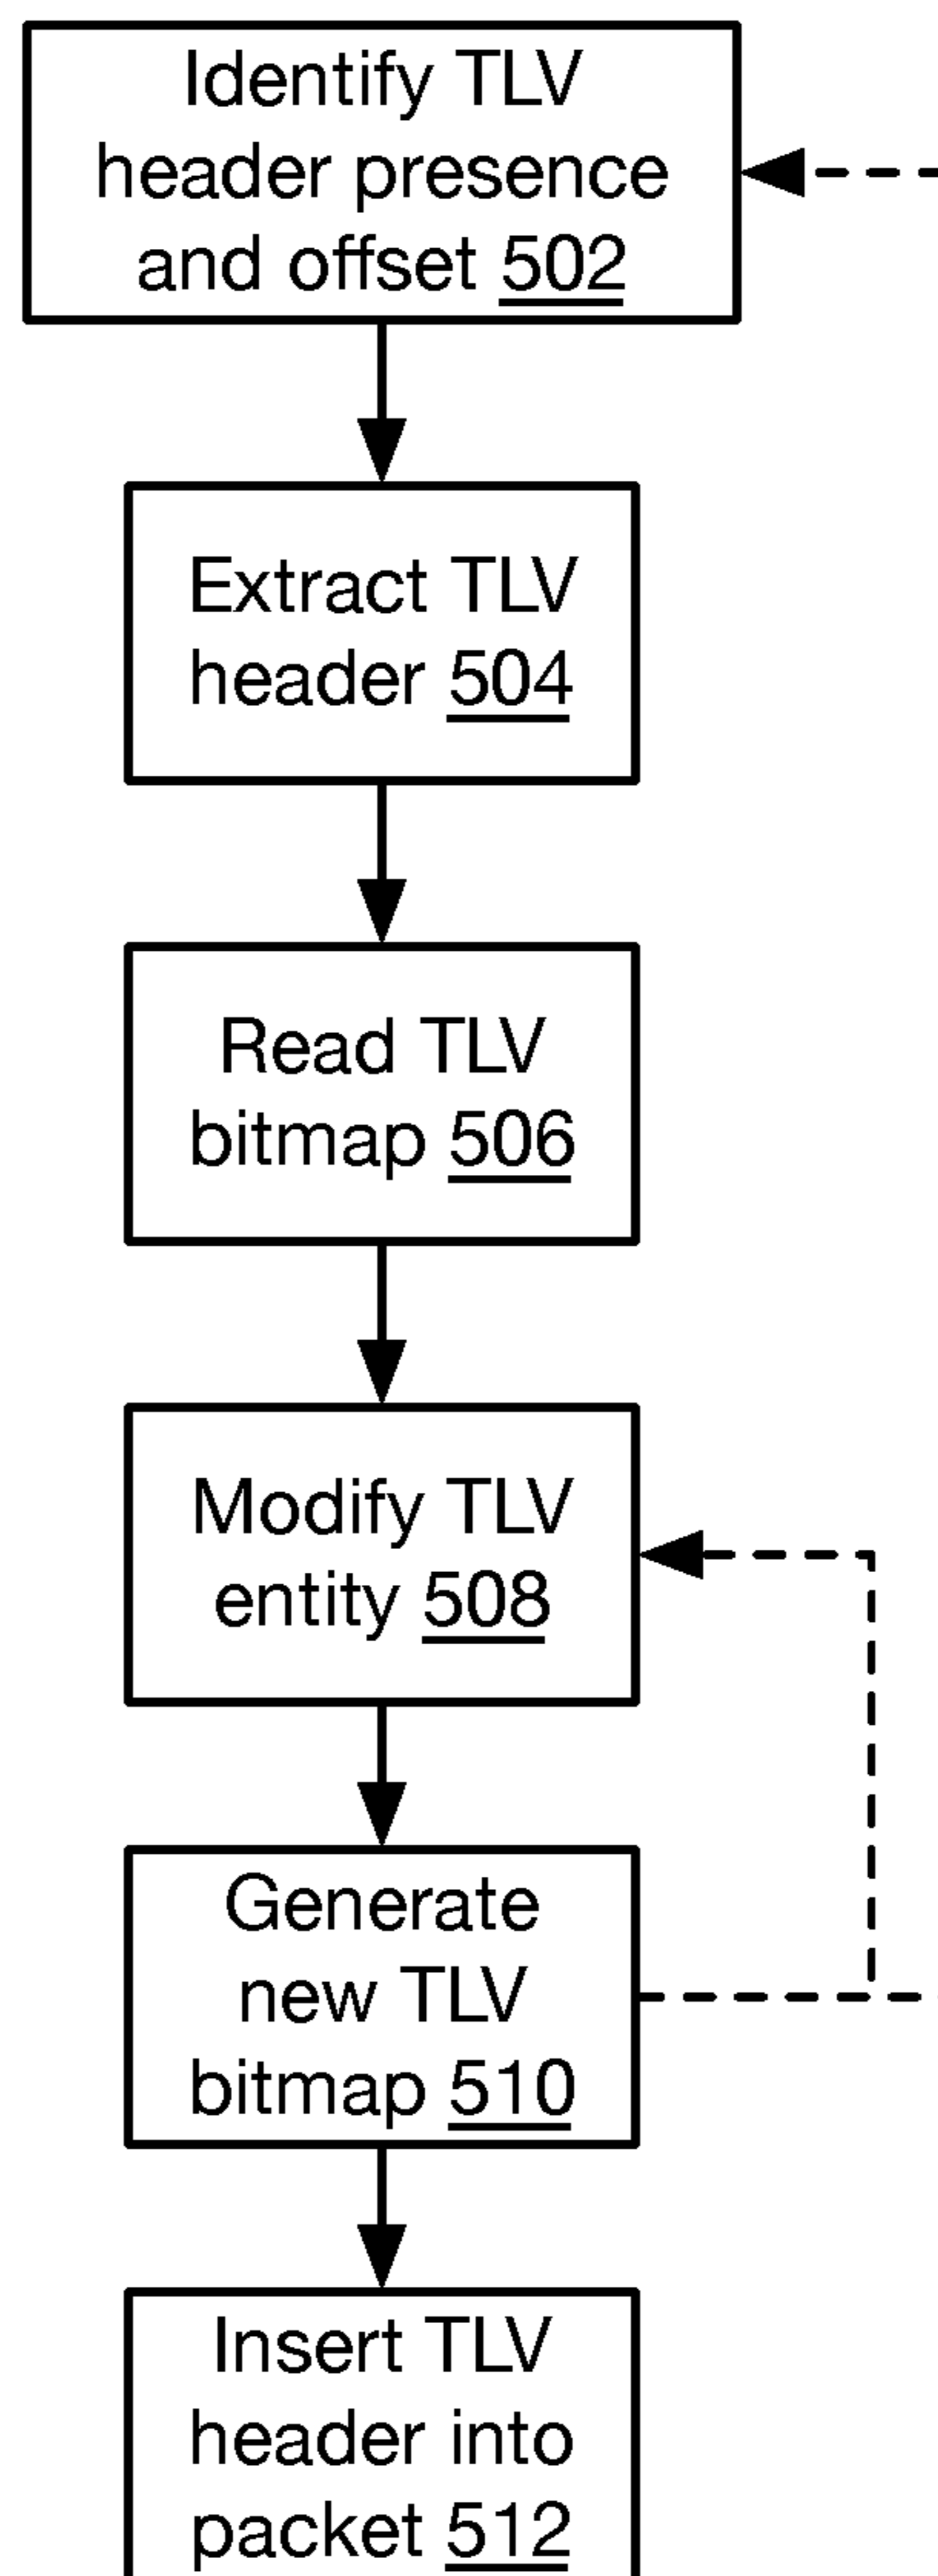 Identify TLV
header presence
and offset 502
Extract TLV
header 504
Read TLV
bitmap 506
Modify TLV
entity 508
Generate
new TLV
bitmap 510
Insert TLV
header into
packet 512